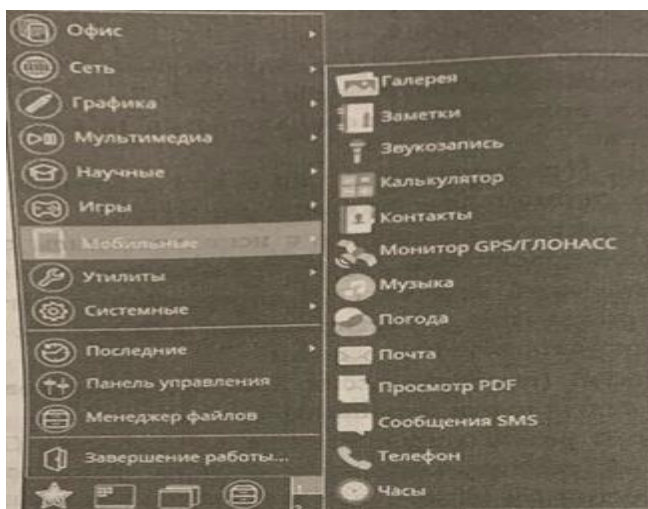 Офис
Сеть
Графика
Мультимедиа
Научные
Игры
Мобильные
Утилиты
Системные
Последние
Панель управления
Менеджер файлов
Завершение работы...
Галерея
Заметки
Звукозапись
Калькулятор
Контакты
Монитор GPS/ГЛОНАСС
Музыка
Погода
Почта
Просмотр PDF
Сообщения SMS
Телефон
Часы